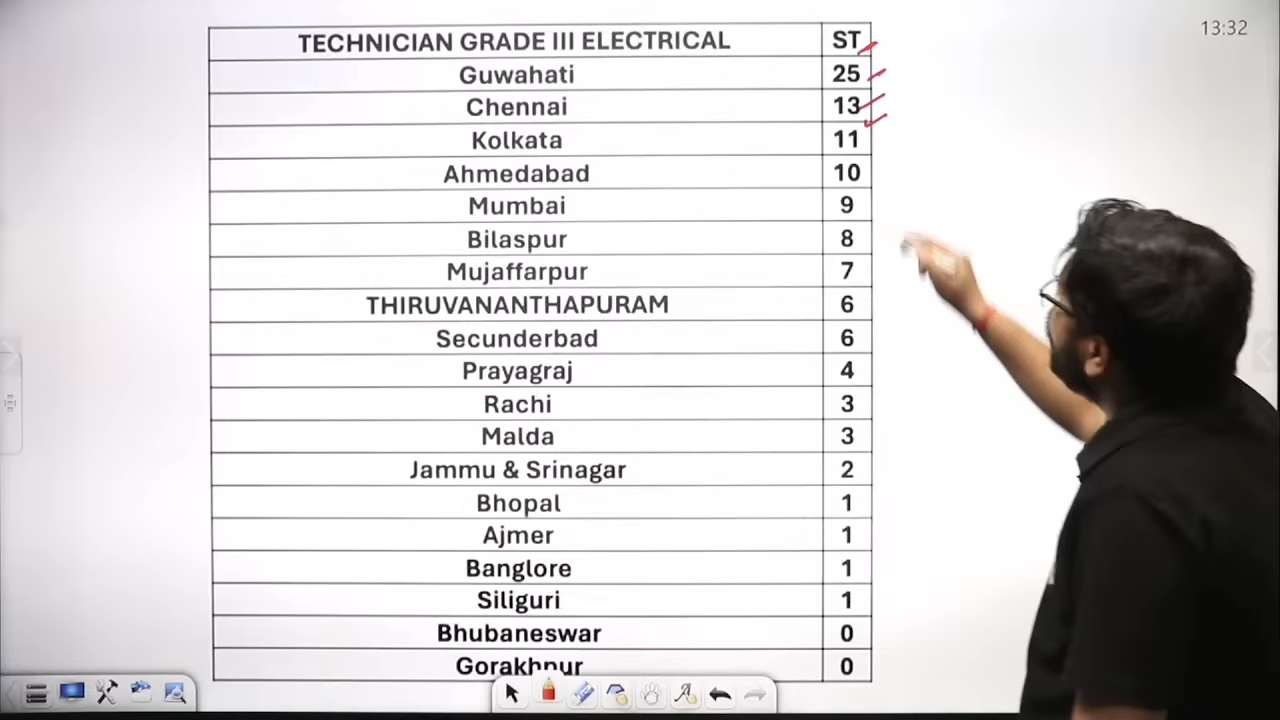 13:32
TECHNICIAN GRADE III ELECTRICAL ST
Guwahati 25
Chennai 13
Kolkata 11
Ahmedabad 10
Mumbai 9
Bilaspur 8
Mujaffarpur 7
THIRUVANANTHAPURAM 6
Secunderbad 6
Prayagraj 4
Rachi 3
Malda 3
Jammu & Srinagar 2
Bhopal 1
Ajmer 1
Banglore 1
Siliguri 1
Bhubaneswar 0
Gorakhpur 0